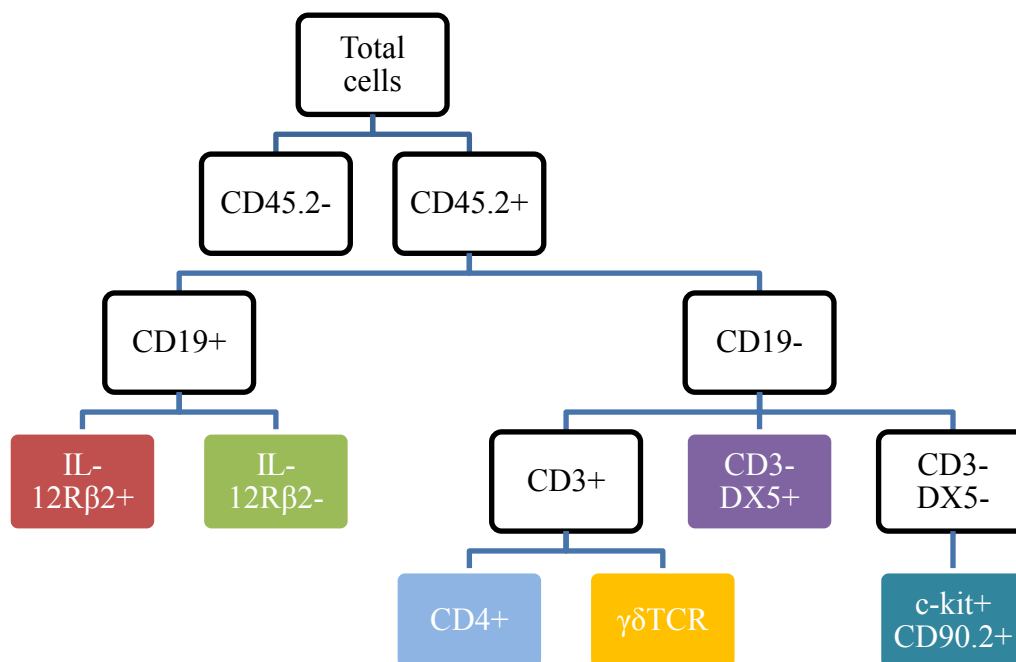 Total
cells
CD45.2-
CD45.2+
CD19+
CD19-
IL-
12Rβ2+
IL-
12Rβ2-
CD3+
CD3-
DX5+
CD3-
DX5-
CD4+
γδTCR
c-kit+
CD90.2+